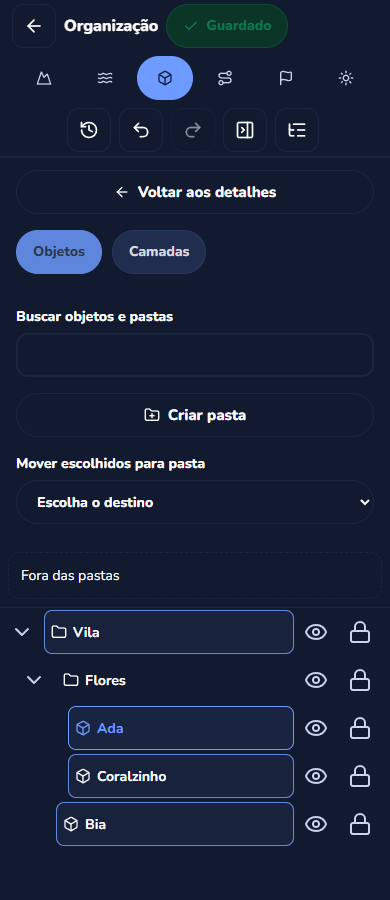 Organização
Guardado
Voltar aos detalhes
Objetos
Camadas
Buscar objetos e pastas
Criar pasta
Mover escolhidos para pasta
Escolha o destino
Fora das pastas
Vila
Flores
Ada
Coralzinho
Bia